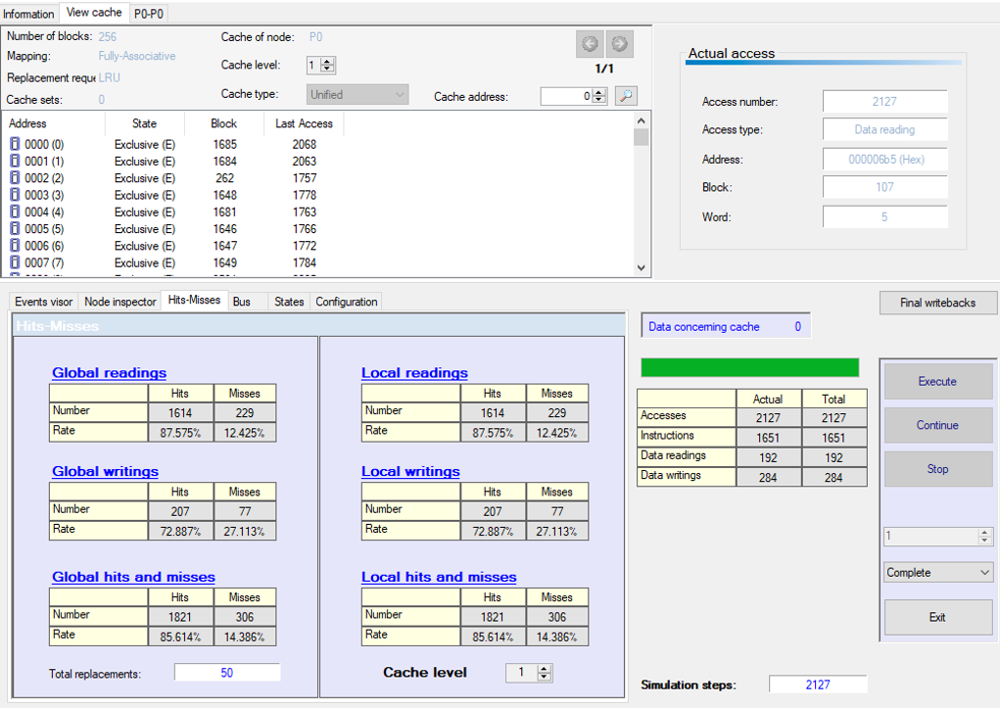 Information View cache P0-P0
Number of blocks: 256 Cache of node: P0
Mapping: Fully-Associative Cache level: 1 1/1
Replacement reque LRU
Cache sets: 0 Cache type: Unified Cache address: 0
Address State Block Last Access
0000 (0) Exclusive (E) 1685 2068
0001 (1) Exclusive (E) 1684 2063
0002 (2) Exclusive (E) 262 1757
0003 (3) Exclusive (E) 1648 1778
0004 (4) Exclusive (E) 1681 1763
0005 (5) Exclusive (E) 1646 1766
0006 (6) Exclusive (E) 1647 1772
0007 (7) Exclusive (E) 1649 1784
Actual access
Access number: 2127
Access type: Data reading
Address: 000006b5 (Hex)
Block: 107
Word: 5
Events visor Node inspector Hits-Misses Bus States Configuration
Hits-Misses
Global readings
Hits Misses
Number 1614 229
Rate 87.575% 12.425%
Global writings
Hits Misses
Number 207 77
Rate 72.887% 27.113%
Global hits and misses
Hits Misses
Number 1821 306
Rate 85.614% 14.386%
Total replacements: 50
Local readings
Hits Misses
Number 1614 229
Rate 87.575% 12.425%
Local writings
Hits Misses
Number 207 77
Rate 72.887% 27.113%
Local hits and misses
Hits Misses
Number 1821 306
Rate 85.614% 14.386%
Cache level 1
Data concerning cache 0
Actual Total
Accesses 2127 2127
Instructions 1651 1651
Data readings 192 192
Data writings 284 284
Simulation steps: 2127
Final writebacks
Execute
Continue
Stop
1
Complete
Exit